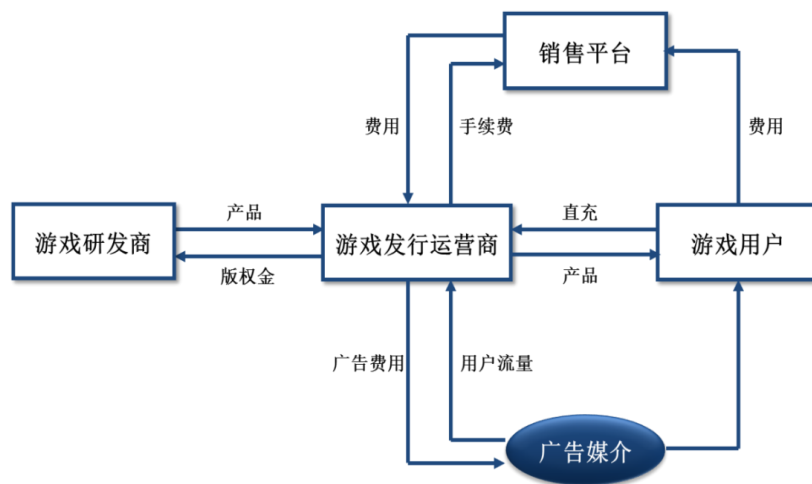 销售平台
费用
手续费
费用
产品
直充
游戏研发商
游戏发行运营商
游戏用户
版权金
产品
广告费用
用户流量
广告媒介